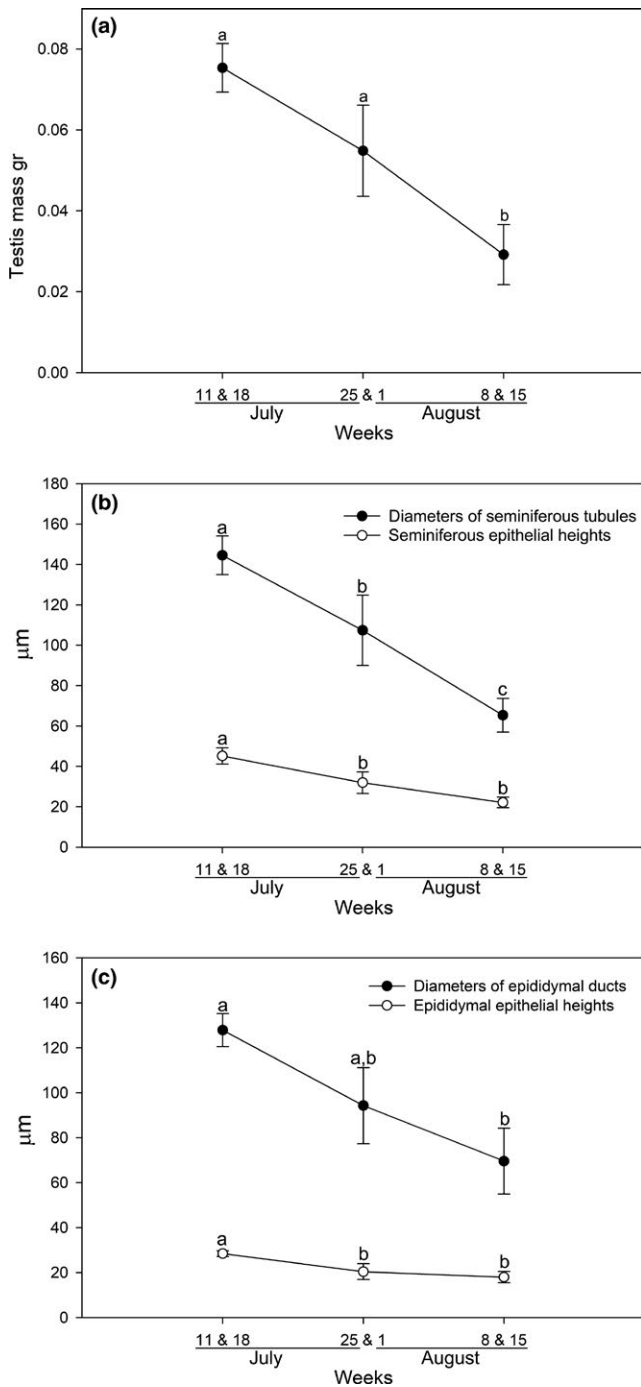 (a)
Testis mass gr
0.08
0.06
0.04
0.02
0.00
a
a
b
11 & 18
25 & 1
8 & 15
July
August
Weeks
(b)
Diameters of seminiferous tubules
Seminiferous epithelial heights
µm
180
160
140
120
100
80
60
40
20
0
a
b
c
a
b
b
11 & 18
25 & 1
8 & 15
July
August
Weeks
(c)
Diameters of epididymal ducts
Epididymal epithelial heights
µm
160
140
120
100
80
60
40
20
0
a
a,b
b
a
b
b
11 & 18
25 & 1
8 & 15
July
August
Weeks